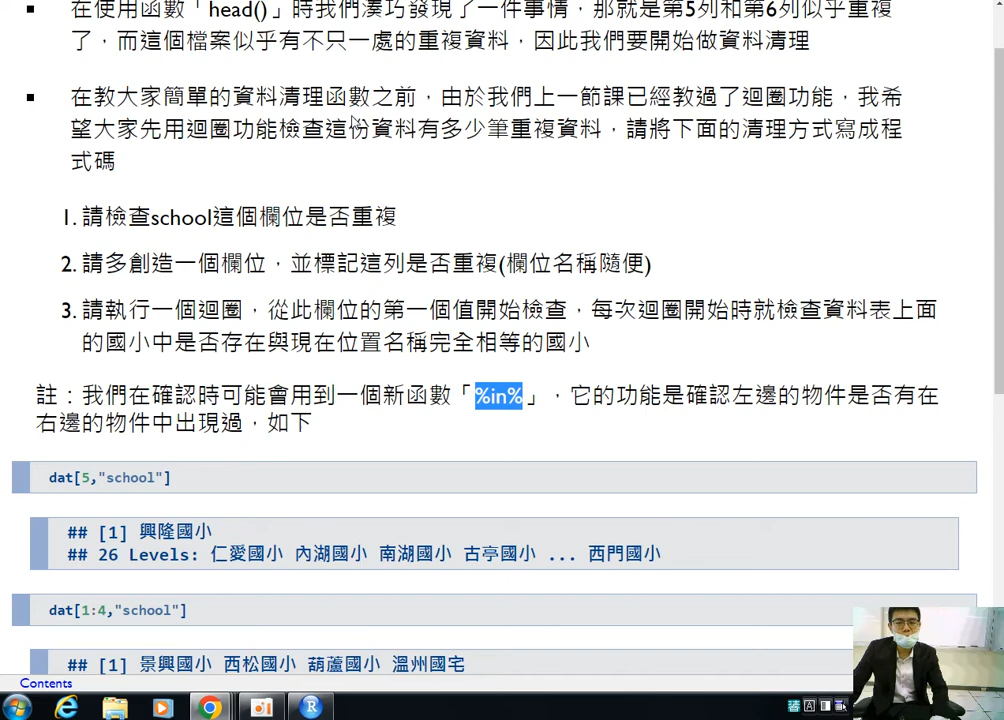 在使用函數「head()」時我們湊巧發現了一件事情，那就是第5列和第6列似乎重複
了，而這個檔案似乎有不只一處的重複資料，因此我們要開始做資料清理
▪ 在教大家簡單的資料清理函數之前，由於我們上一節課已經教過了迴圈功能，我希
望大家先用迴圈功能檢查這份資料有多少筆重複資料，請將下面的清理方式寫成程
式碼
1. 請檢查school這個欄位是否重複
2. 請多創造一個欄位，並標記這列是否重複(欄位名稱隨便)
3. 請執行一個迴圈，從此欄位的第一個值開始檢查，每次迴圈開始時就檢查資料表上面
的國小中是否存在與現在位置名稱完全相等的國小
註：我們在確認時可能會用到一個新函數「%in%」，它的功能是確認左邊的物件是否有在
右邊的物件中出現過，如下
dat[5,"school"]
## [1] 興隆國小
## 26 Levels: 仁愛國小 內湖國小 南湖國小 古亭國小 ... 西門國小
dat[1:4,"school"]
## [1] 景興國小 西松國小 葫蘆國小 溫州國宅
Contents